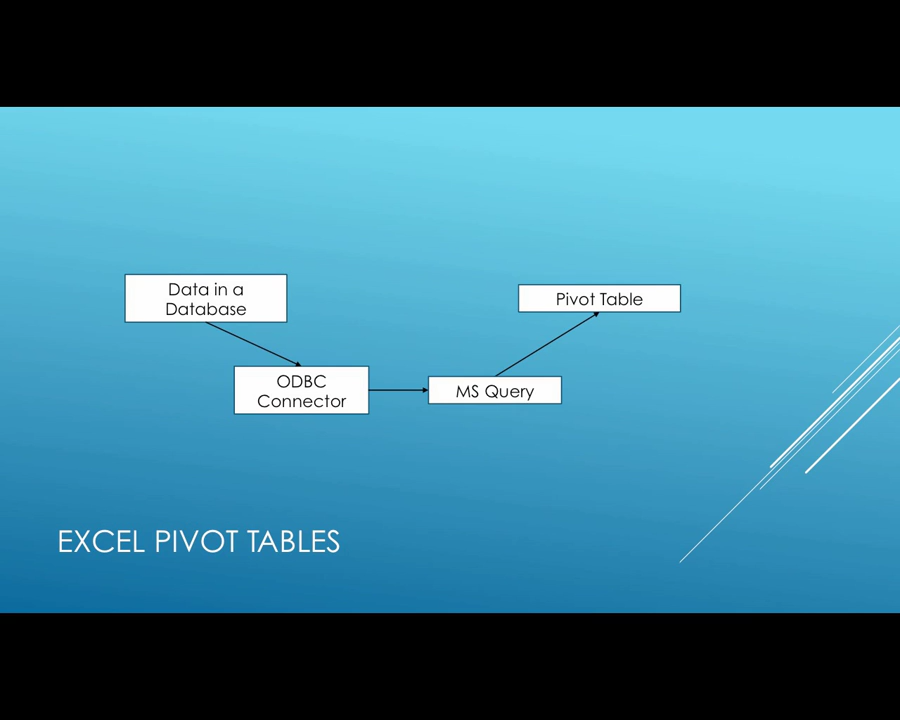 Data in a
Database
Pivot Table
ODBC
Connector
MS Query
EXCEL PIVOT TABLES